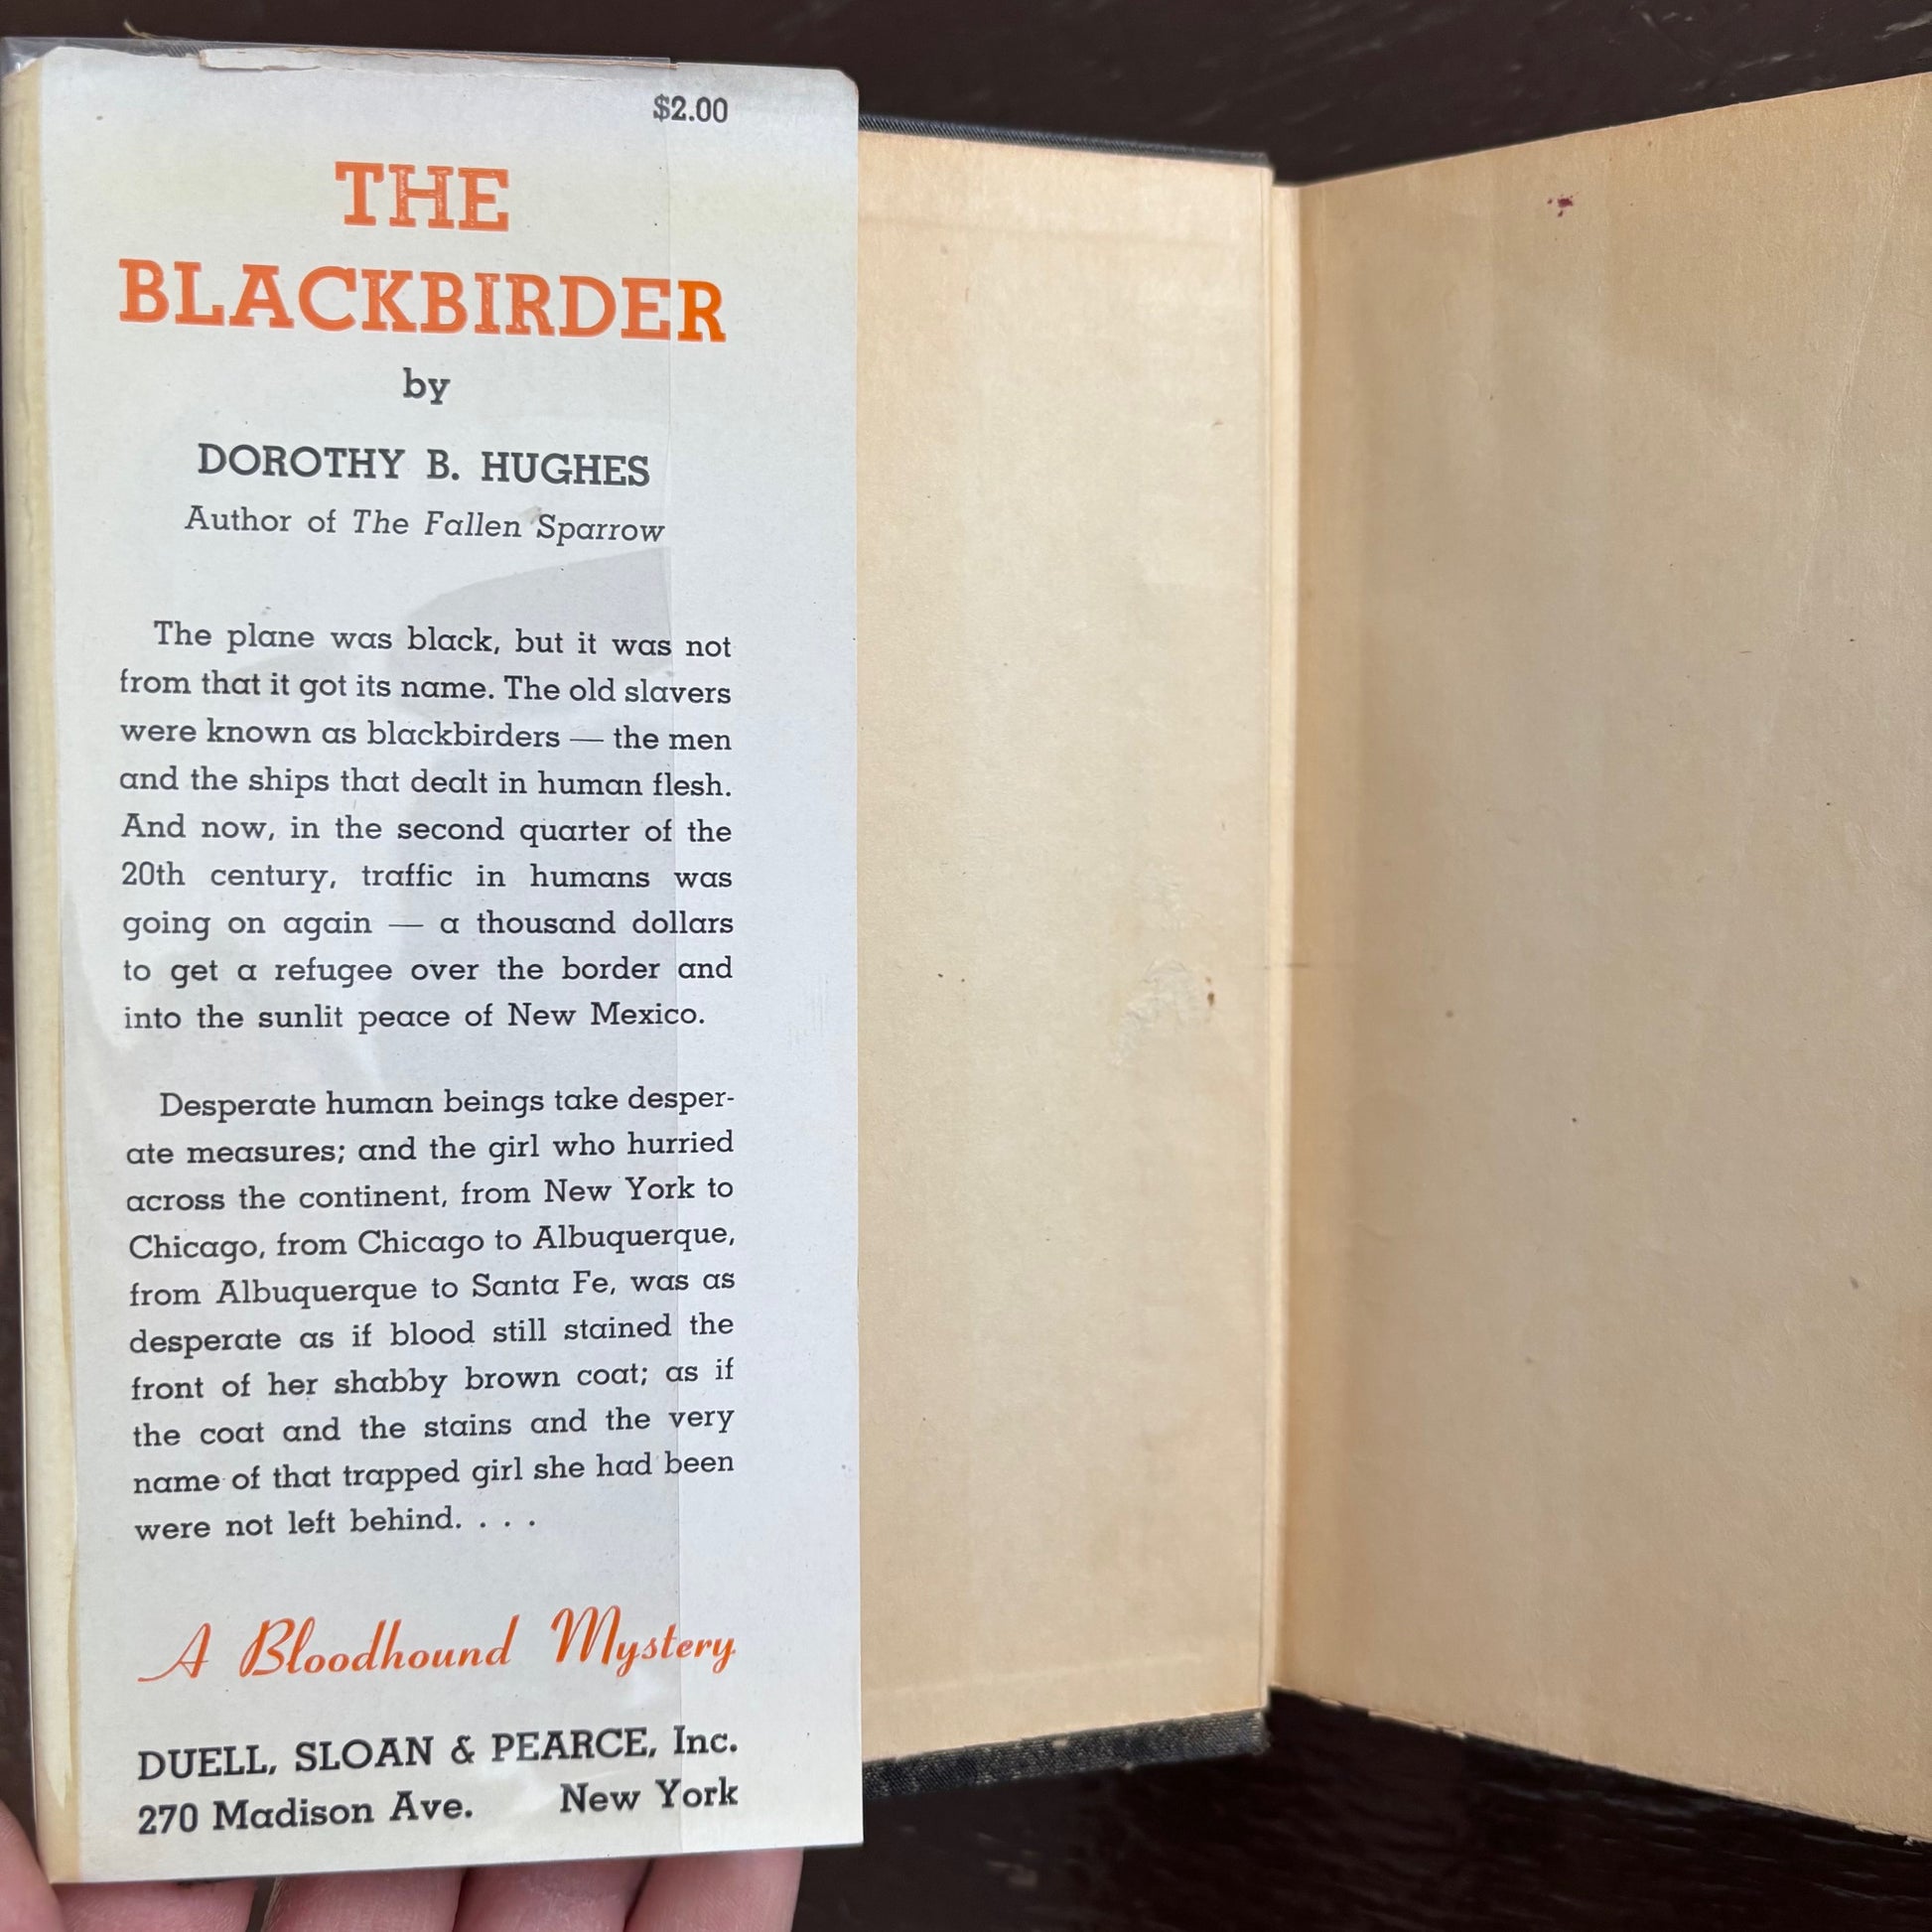 $2.00
THE
BLACKBIRDER
by
DOROTHY B. HUGHES
Author of The Fallen Sparrow
The plane was black, but it was not
from that it got its name. The old slavers
were known as blackbirders — the men
and the ships that dealt in human flesh.
And now, in the second quarter of the
20th century, traffic in humans was
going on again — a thousand dollars
to get a refugee over the border and
into the sunlit peace of New Mexico.
Desperate human beings take desper-
ate measures; and the girl who hurried
across the continent, from New York to
Chicago, from Chicago to Albuquerque,
from Albuquerque to Santa Fe, was as
desperate as if blood still stained the
front of her shabby brown coat; as if
the coat and the stains and the very
name of that trapped girl she had been
were not left behind. . . .
A Bloodhound Mystery
DUELL, SLOAN & PEARCE, Inc.
270 Madison Ave. New York